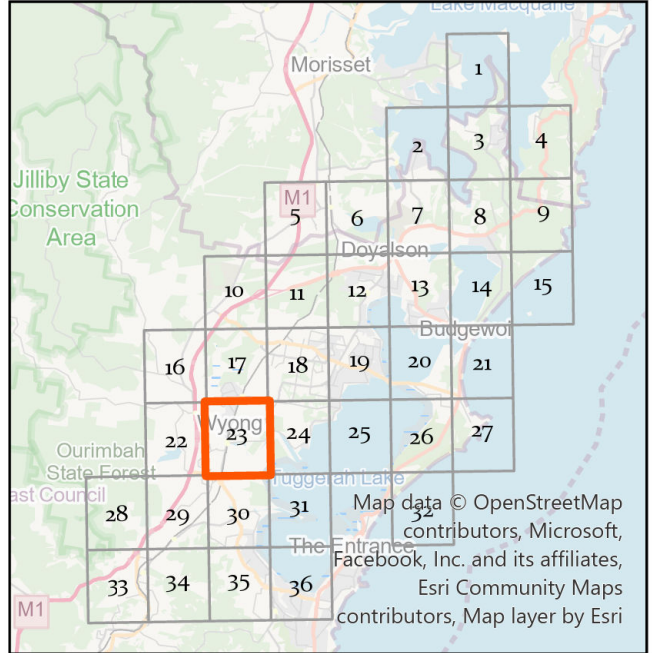 Lake Macquarie
Morisset
1
2 3 4
Jilliby State
Conservation
Area
M1
5 6 7 8 9
Doyalson
10 11 12 13 14 15
Budgewoi
16 17 18 19 20 21
Wyong
22 23 24 25 26 27
Ourimbah
State Forest
ast Council
Tuggerah Lake
28 29 30 31 32
The Entrance
33 34 35 36
M1
Map data © OpenStreetMap
contributors, Microsoft,
Facebook, Inc. and its affiliates,
Esri Community Maps
contributors, Map layer by Esri